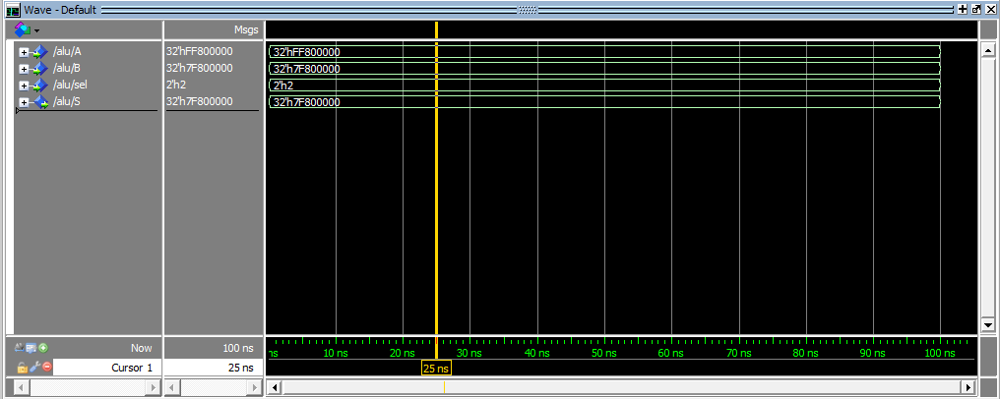 Wave - Default
Msgs
/alu/A 32'hFF800000 32'hFF800000
/alu/B 32'h7F800000 32'h7F800000
/alu/sel 2'h2 2'h2
/alu/S 32'h7F800000 32'h7F800000
Now 100 ns ns 10 ns 20 ns 30 ns 40 ns 50 ns 60 ns 70 ns 80 ns 90 ns 100 ns
Cursor 1 25 ns 25 ns